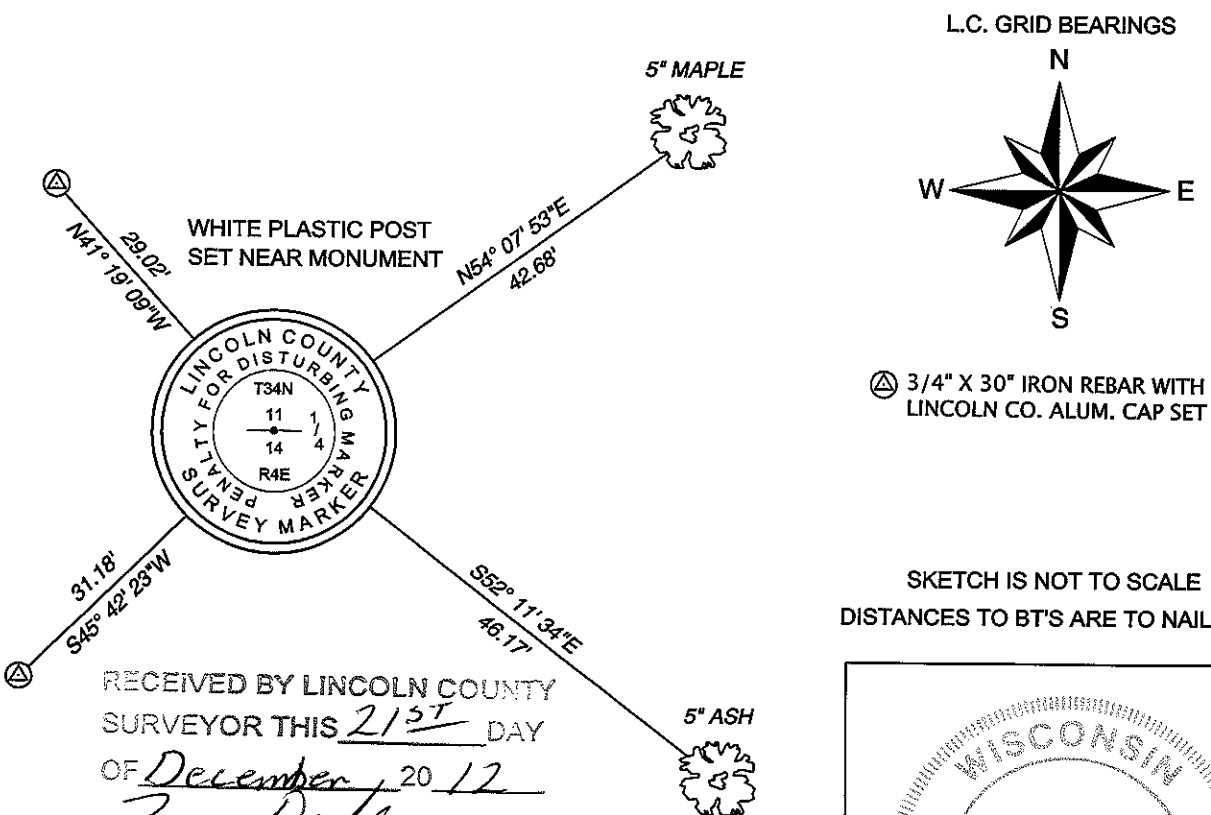 L.C. GRID BEARINGS
N
W
E
S
5" MAPLE
WHITE PLASTIC POST
SET NEAR MONUMENT
29.02'
N41° 19' 09"W
N54° 07' 53"E
42.68'
LINCOLN COUNTY
SURVEY MARKER
PENALTY FOR DISTURBING MARKER
T34N
11
1/4
14
R4E
3/4" X 30" IRON REBAR WITH
LINCOLN CO. ALUM. CAP SET
31.18'
S45° 42' 23"W
S52° 11' 34"E
46.17'
SKETCH IS NOT TO SCALE
DISTANCES TO BT'S ARE TO NAIL
5" ASH
RECEIVED BY LINCOLN COUNTY
SURVEYOR THIS 21ST DAY
OF December, 20 12
WISCONSIN